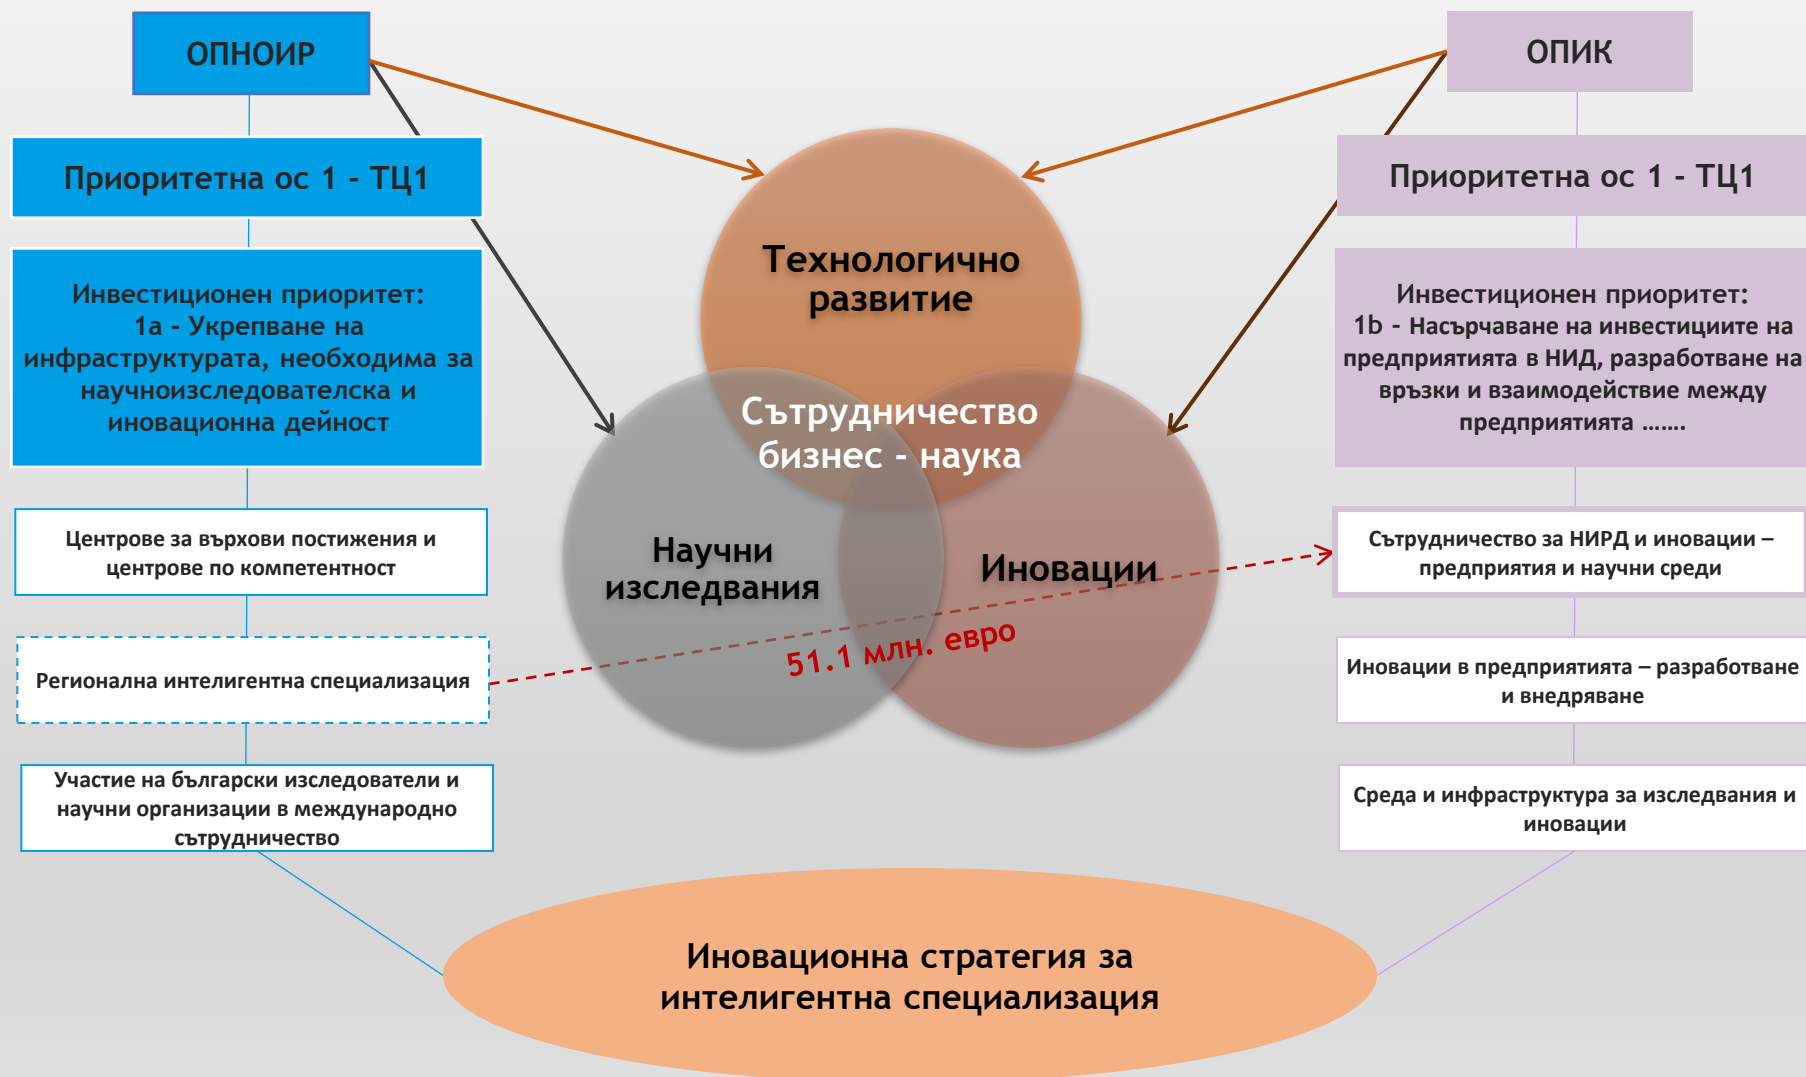 ОПНОИР
Приоритетна ос 1 - ТЦ1
Инвестиционен приоритет:
1а - Укрепване на
инфраструктурата, необходима за
научноизследователска и
иновационна дейност
Центрове за върхови постижения и
центрове по компетентност
Регионална интелигентна специализация
Участие на български изследователи и
научни организации в международно
сътрудничество
Технологично
развитие
Сътрудничество
бизнес - наука
Научни
изследвания
Иновации
51.1 млн. евро
ОПИК
Приоритетна ос 1 - ТЦ1
Инвестиционен приоритет:
1b - Насърчаване на инвестициите на
предприятията в НИД, разработване на
връзки и взаимодействие между
предприятията …….
Сътрудничество за НИРД и иновации –
предприятия и научни среди
Иновации в предприятията – разработване
и внедряване
Среда и инфраструктура за изследвания и
иновации
Иновационна стратегия за
интелигентна специализация